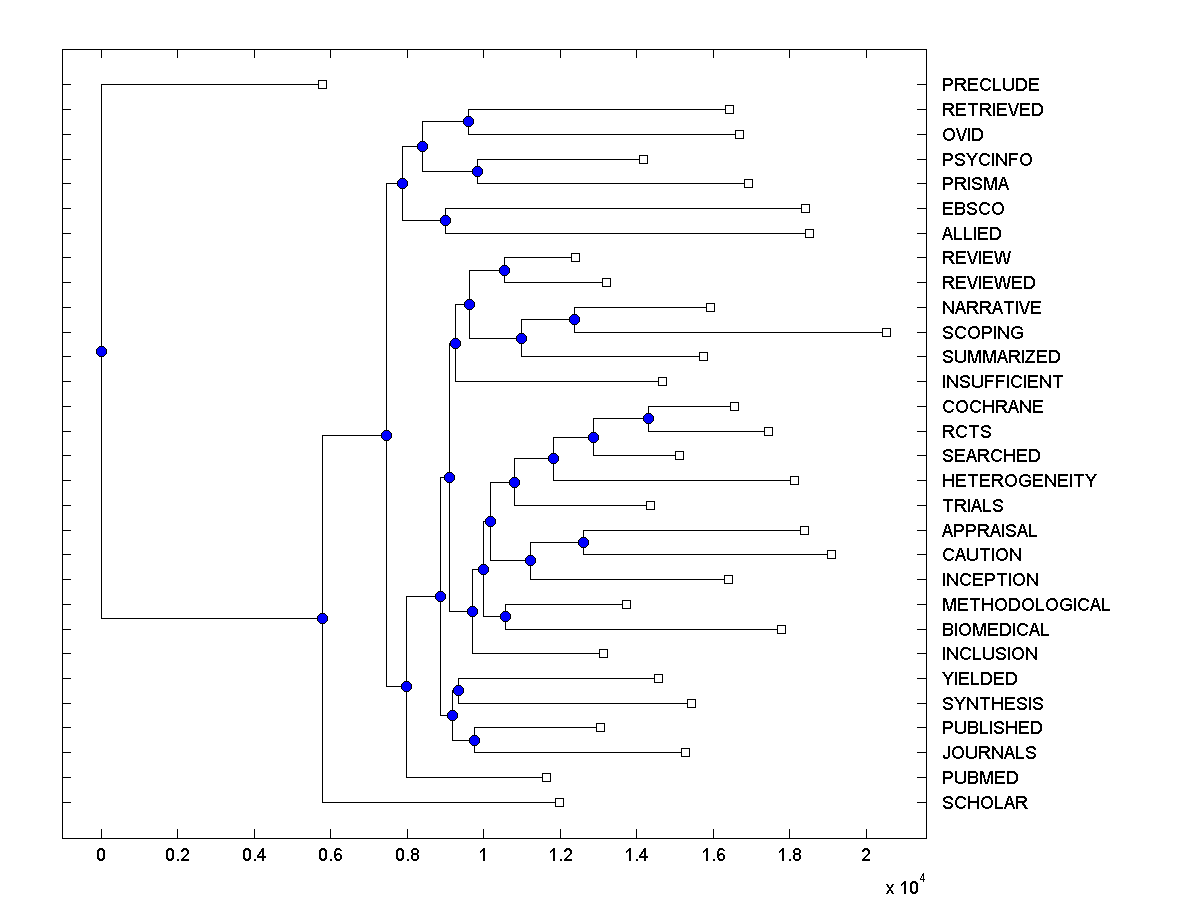 PRECLUDE
RETRIEVED
OVID
PSYCINFO
PRISMA
EBSCO
ALLIED
REVIEW
REVIEWED
NARRATIVE
SCOPING
SUMMARIZED
INSUFFICIENT
COCHRANE
RCTS
SEARCHED
HETEROGENEITY
TRIALS
APPRAISAL
CAUTION
INCEPTION
METHODOLOGICAL
BIOMEDICAL
INCLUSION
YIELDED
SYNTHESIS
PUBLISHED
JOURNALS
PUBMED
SCHOLAR
0 0.2 0.4 0.6 0.8 1 1.2 1.4 1.6 1.8 2
x 10^4